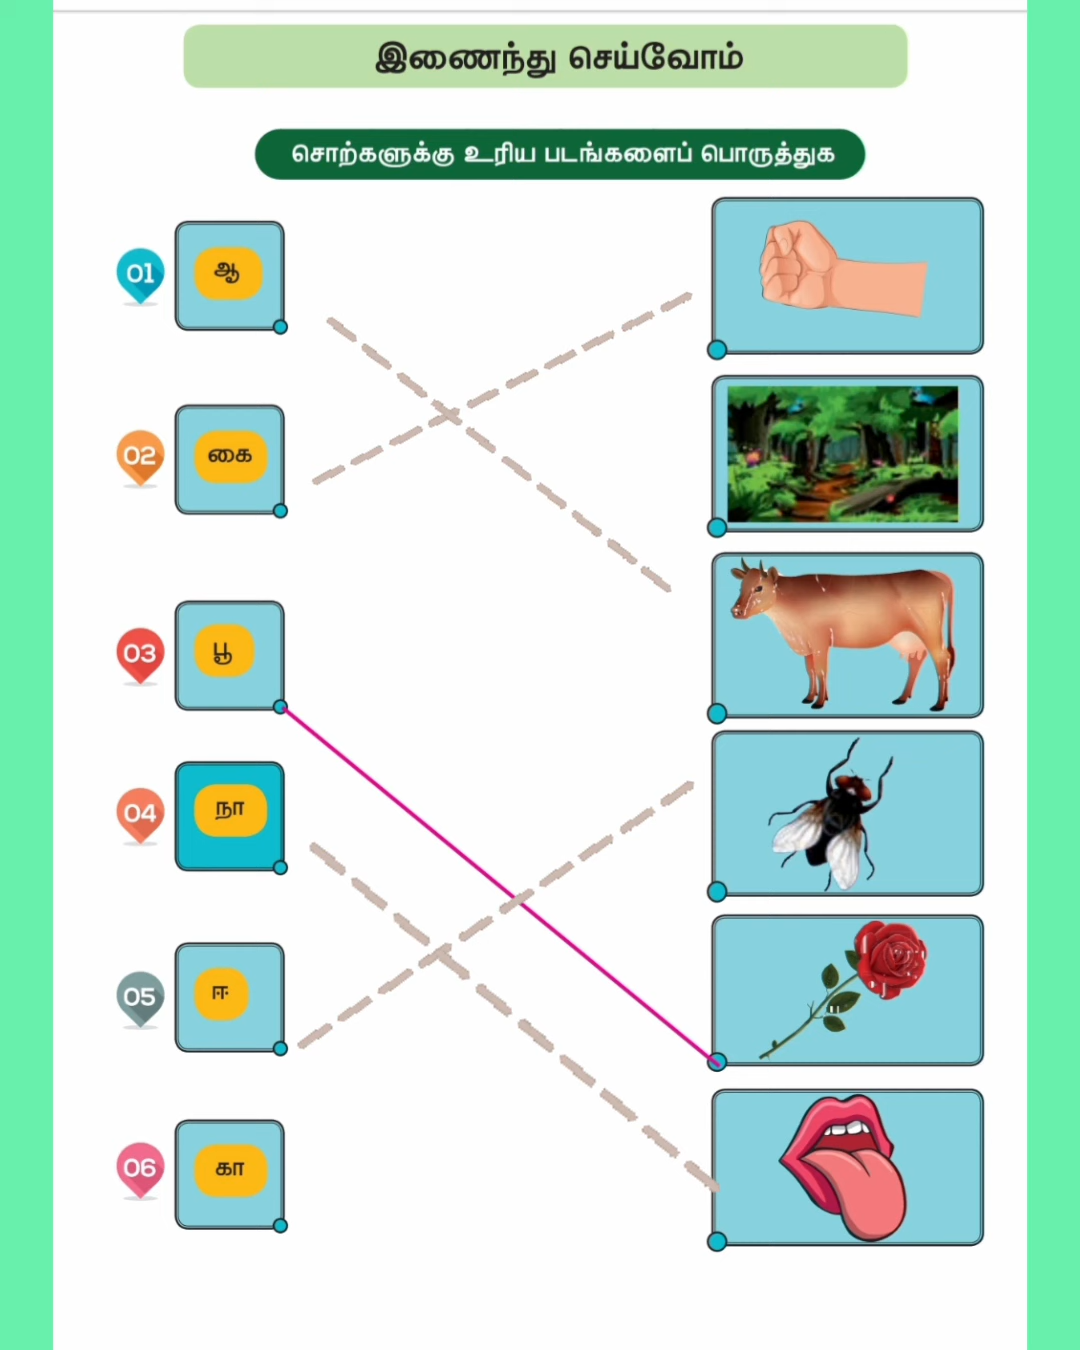 இணைந்து செய்வோம்
சொற்களுக்கு உரிய படங்களைப் பொருத்துக
01 ஆ
02 கை
03 பூ
04 நா
05 ஈ
06 கா